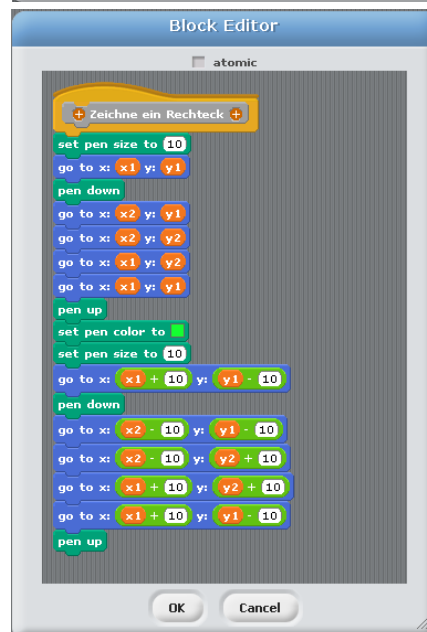 Block Editor
atomic
Zeichne ein Rechteck
set pen size to 10
go to x: x1 y: y1
pen down
go to x: x2 y: y1
go to x: x2 y: y2
go to x: x1 y: y2
go to x: x1 y: y1
pen up
set pen color to
set pen size to 10
go to x: x1 + 10 y: y1 - 10
pen down
go to x: x2 - 10 y: y1 - 10
go to x: x2 - 10 y: y2 + 10
go to x: x1 + 10 y: y2 + 10
go to x: x1 + 10 y: y1 - 10
pen up
OK Cancel